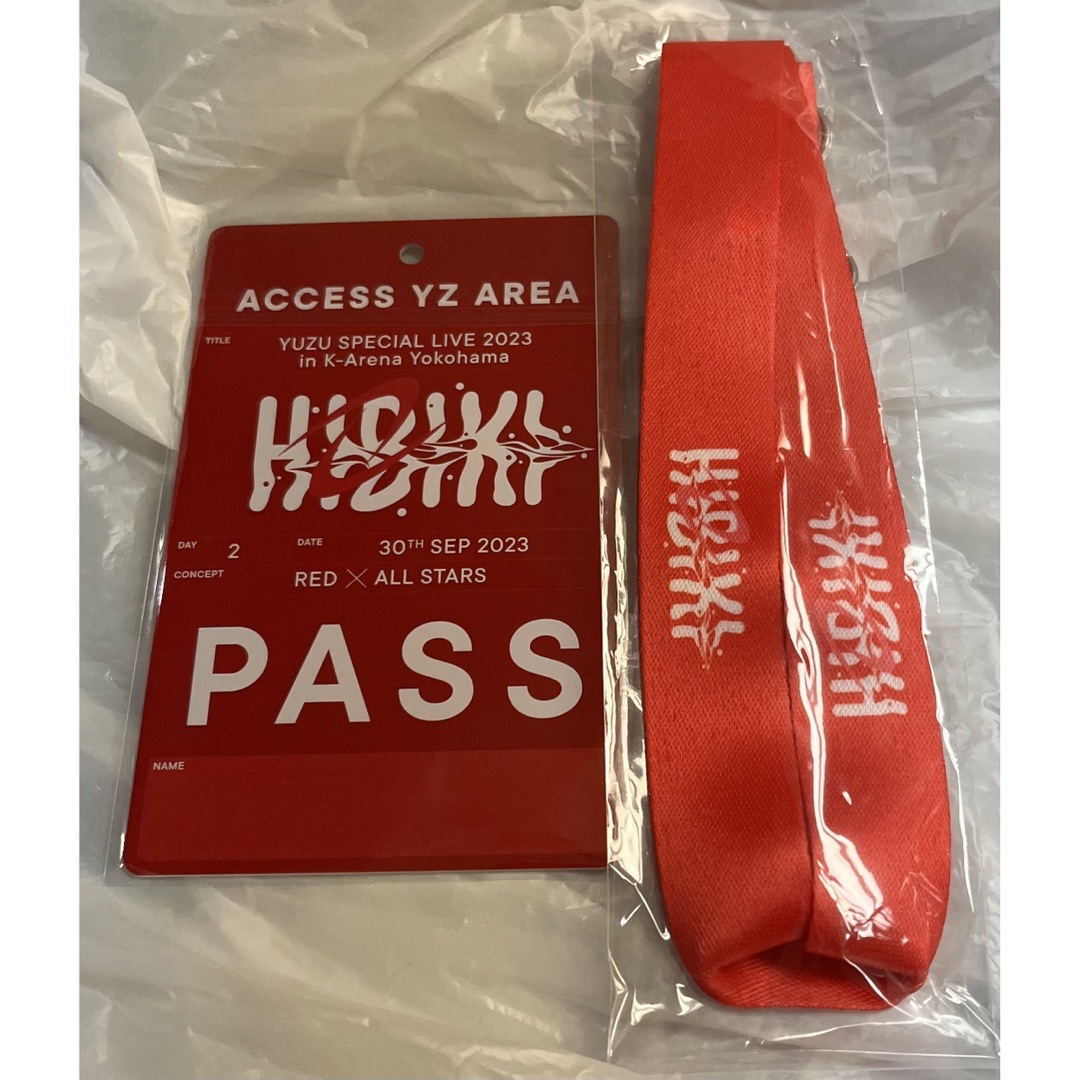 ACCESS YZ AREA
TITLE
YUZU SPECIAL LIVE 2023
in K-Arena Yokohama
HIBIKI
DAY 2 DATE 30TH SEP 2023
CONCEPT RED × ALL STARS
PASS
NAME
HIBIKI
HIBIKI